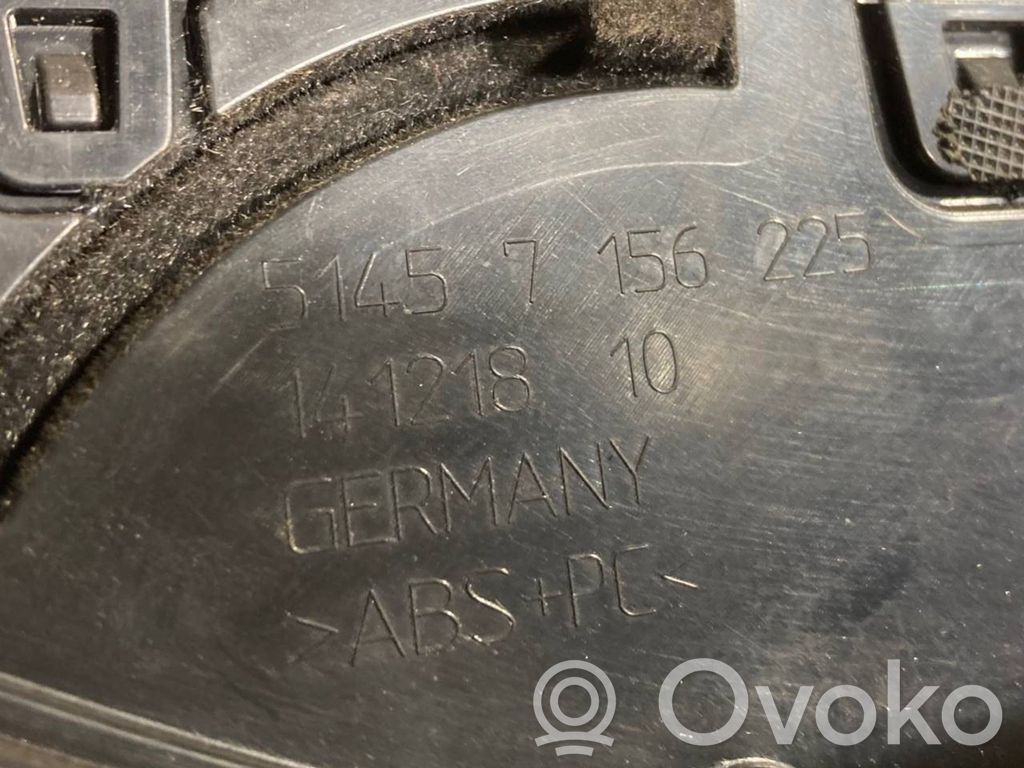 5145 7 156 225
141218 10
GERMANY
>ABS+PC<
Ovoko